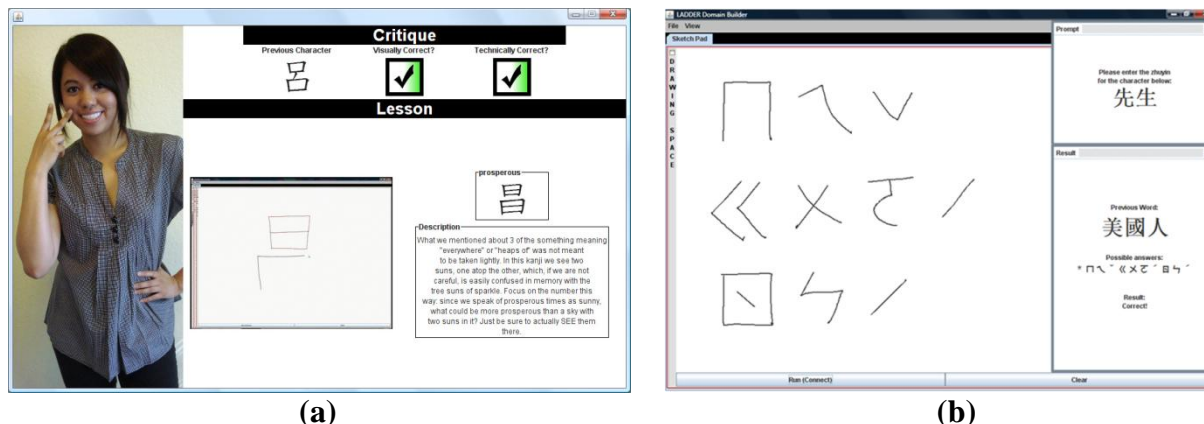 Critique
Previous Character Visually Correct? Technically Correct?
呂
Lesson
prosperous
昌
Description
What we mentioned about 3 of the something meaning
"everywhere" or "heaps of" was not meant
to be taken lightly. In this kanji we see two
suns, one atop the other, which, if we are not
careful, is easily confused in memory with the
tree suns of sparkle. Focus on the number this
way: since we speak of prosperous times as sunny,
what could be more prosperous than a sky with
two suns in it? Just be sure to actually SEE them
there.
(a)
LADDER Domain Builder
File View
Sketch Pad
DRAWING SPACE
ㄇㄟˇ
ㄍㄨㄛˊ
ㄖㄣˊ
Run (Connect) Clear
Prompt
Please enter the zhuyin
for the character below:
先生
Result
Previous Word:
美國人
Possible answers:
* ㄇㄟˇㄍㄨㄛˊㄖㄣˊ
Result:
Correct!
(b)